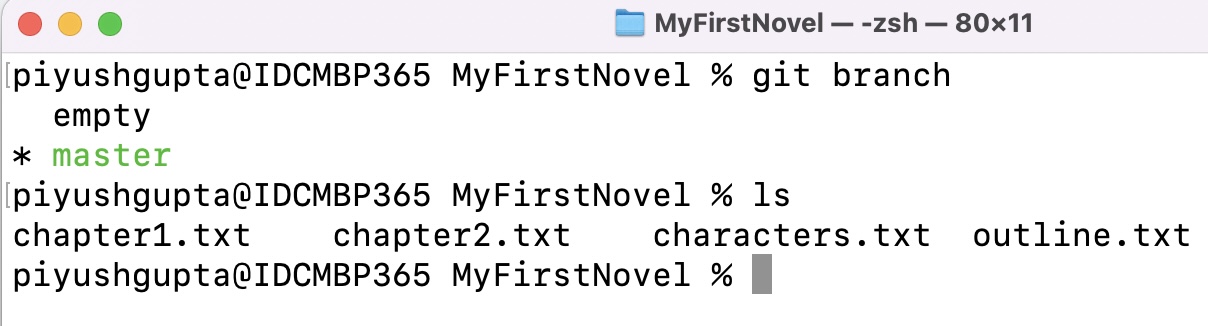 MyFirstNovel — -zsh — 80×11
piyushgupta@IDCMBP365 MyFirstNovel % git branch
  empty
* master
piyushgupta@IDCMBP365 MyFirstNovel % ls
chapter1.txt    chapter2.txt    characters.txt  outline.txt
piyushgupta@IDCMBP365 MyFirstNovel %